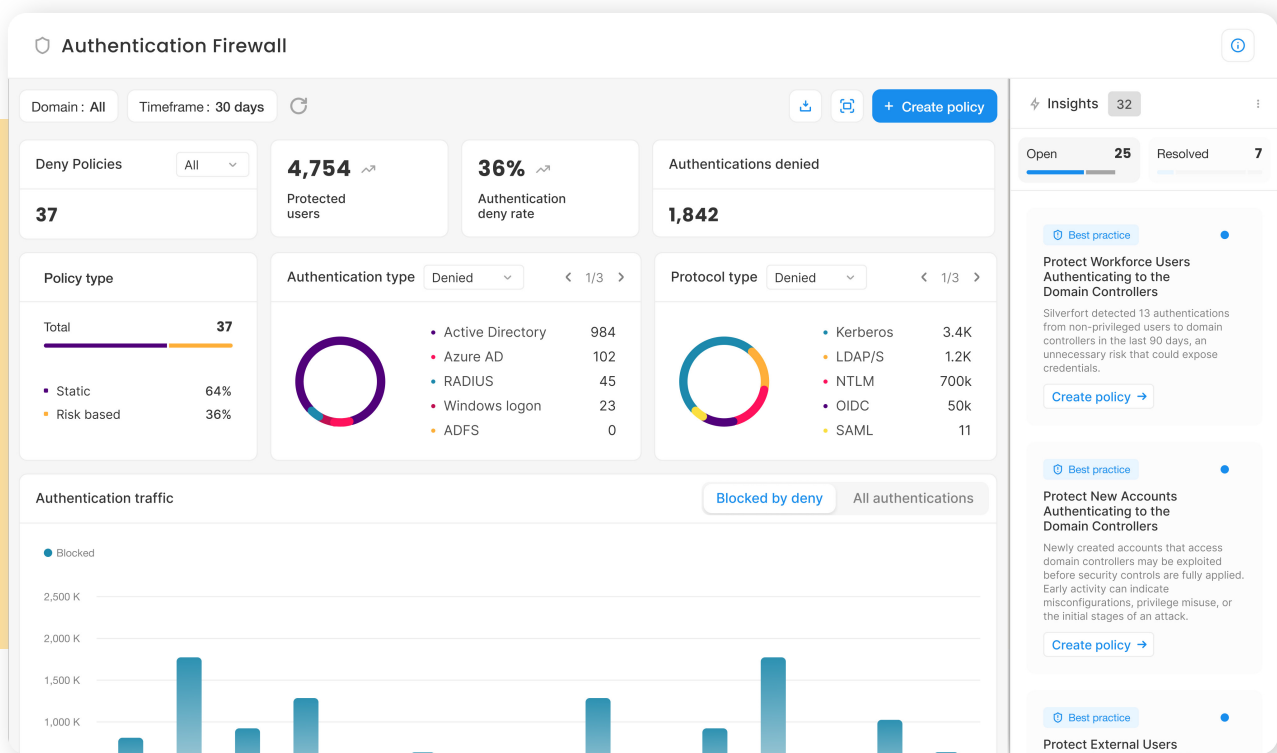 Authentication Firewall
Domain : All
Timeframe : 30 days
+ Create policy
Deny Policies
All
37
4,754
Protected
users
36%
Authentication
deny rate
Authentications denied
1,842
Policy type
Total 37
Static 64%
Risk based 36%
Authentication type
Denied
1/3
Active Directory 984
Azure AD 102
RADIUS 45
Windows logon 23
ADFS 0
Protocol type
Denied
1/3
Kerberos 3.4K
LDAP/S 1.2K
NTLM 700k
OIDC 50k
SAML 11
Authentication traffic
Blocked by deny
All authentications
Blocked
2,500 K
2,000 K
1,500 K
1,000 K
Insights 32
Open 25
Resolved 7
Best practice
Protect Workforce Users
Authenticating to the
Domain Controllers
Silverfort detected 13 authentications
from non-privileged users to domain
controllers in the last 90 days, an
unnecessary risk that could expose
credentials.
Create policy →
Best practice
Protect New Accounts
Authenticating to the
Domain Controllers
Newly created accounts that access
domain controllers may be exploited
before security controls are fully applied.
Early activity can indicate
misconfigurations, privilege misuse, or
the initial stages of an attack.
Create policy →
Best practice
Protect External Users